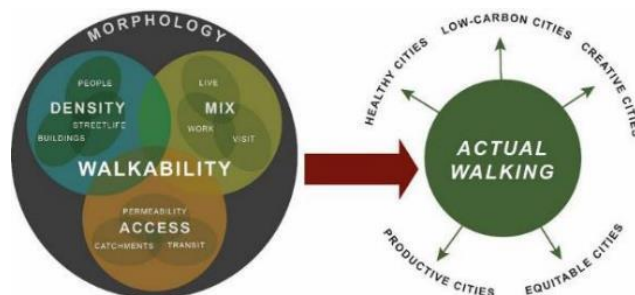 MORPHOLOGY
PEOPLE
DENSITY
STREETLIFE
BUILDINGS
LIVE
MIX
WORK
VISIT
WALKABILITY
PERMEABILITY
ACCESS
CATCHMENTS
TRANSIT
HEALTHY CITIES
LOW-CARBON CITIES
CREATIVE CITIES
ACTUAL
WALKING
PRODUCTIVE CITIES
EQUITABLE CITIES